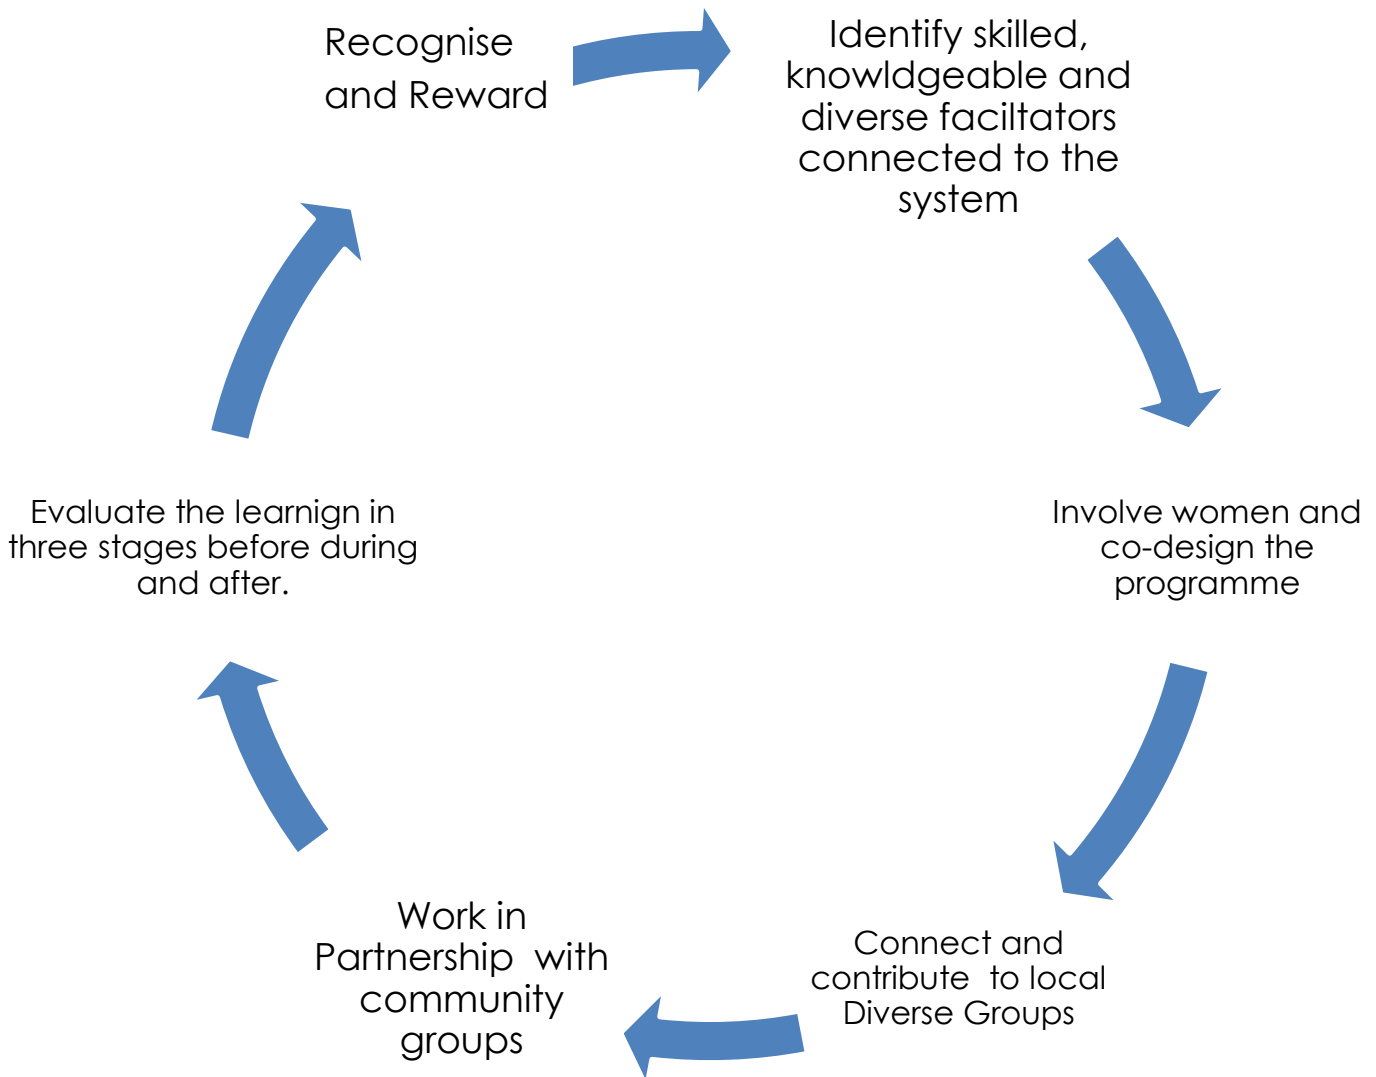 Recognise
and Reward
Identify skilled,
knowldgeable and
diverse faciltators
connected to the
system
Involve women and
co-design the
programme
Connect and
contribute  to local
Diverse Groups
Work in
Partnership  with
community
groups
Evaluate the learnign in
three stages before during
and after.